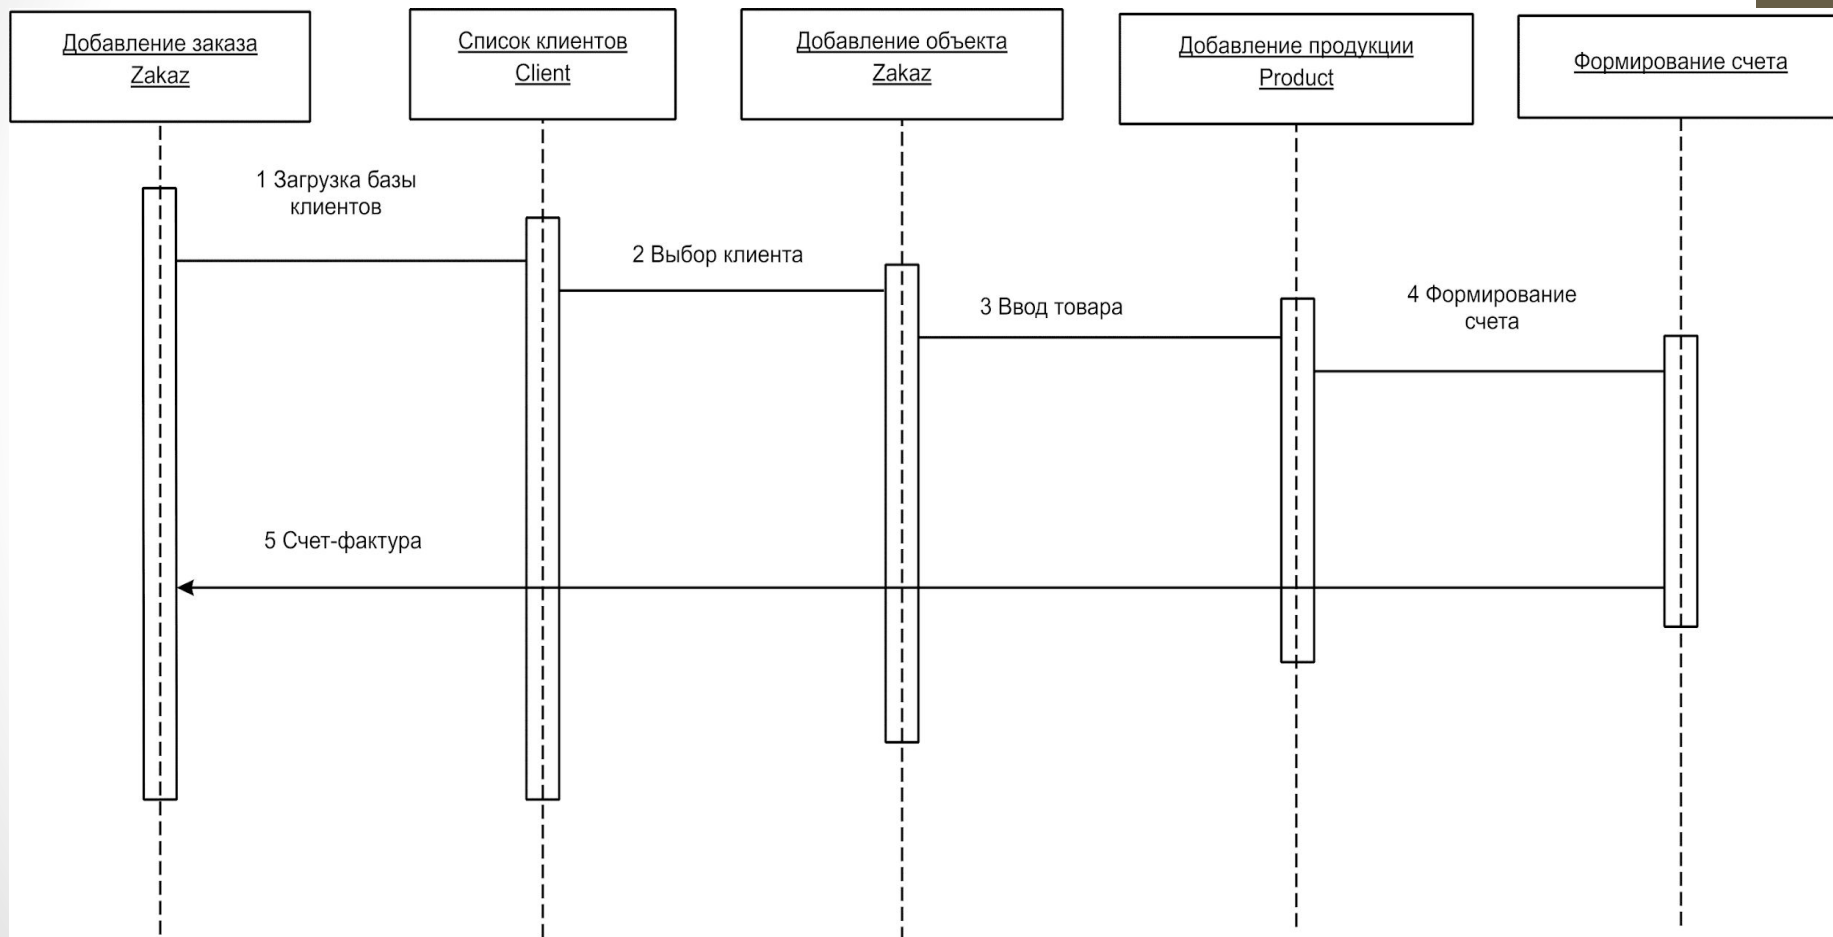 Добавление заказа
Zakaz
Список клиентов
Client
Добавление объекта
Zakaz
Добавление продукции
Product
Формирование счета
1 Загрузка базы
клиентов
2 Выбор клиента
3 Ввод товара
4 Формирование
счета
5 Счет-фактура